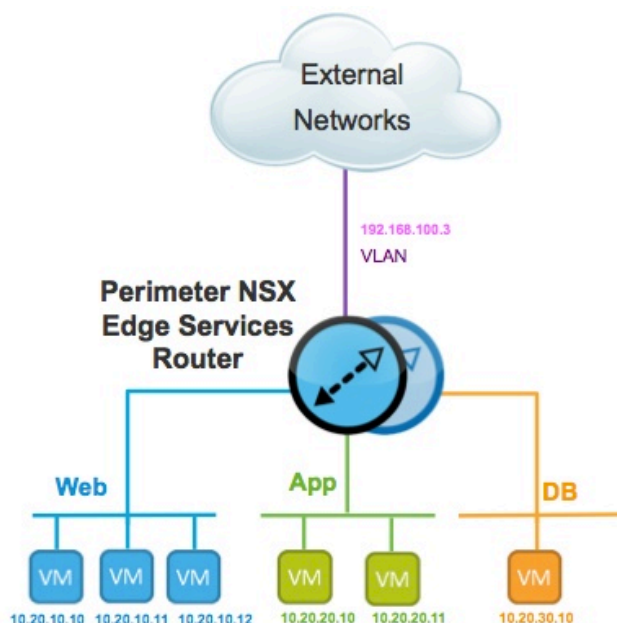 External
Networks
192.168.100.3
VLAN
Perimeter NSX
Edge Services
Router
Web
App
DB
VM VM VM VM VM VM
10.20.10.10 10.20.10.11 10.20.10.12 10.20.20.10 10.20.20.11 10.20.30.10